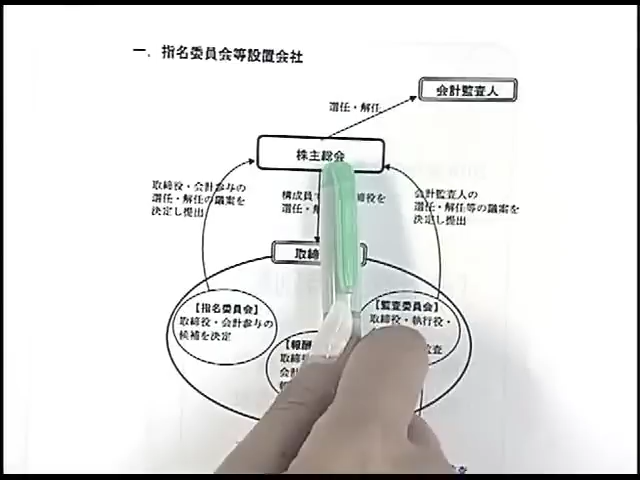 一．指名委員会等設置会社
会計監査人
選任・解任
株主総会
取締役・会計参与の
選任・解任の議案を
決定し提出
構成員で
締役を
選任・解
会計監査人の
選任・解任等の議案を
決定し提出
取締
【指名委員会】
取締役・会計参与の
候補を決定
【監査委員会】
取締役・執行役・
査
【報酬
取締
会計
監査